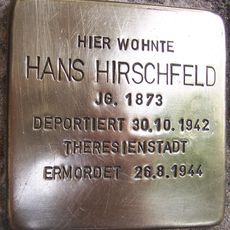 HIER WOHNTE
HANS HIRSCHFELD
JG. 1873
DEPORTIERT 30.10.1942
THERESIENSTADT
ERMORDET 26.8.1944